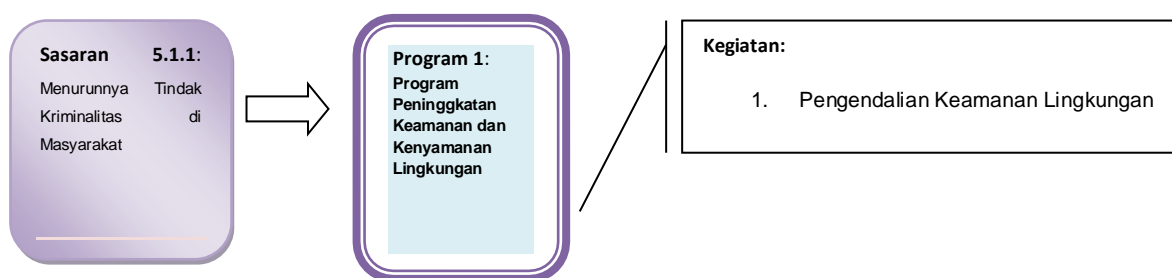 Sasaran 5.1.1:
Menurunnya Tindak
Kriminalitas di
Masyarakat
Program 1:
Program
Peninggkatan
Keamanan dan
Kenyamanan
Lingkungan
Kegiatan:
1. Pengendalian Keamanan Lingkungan